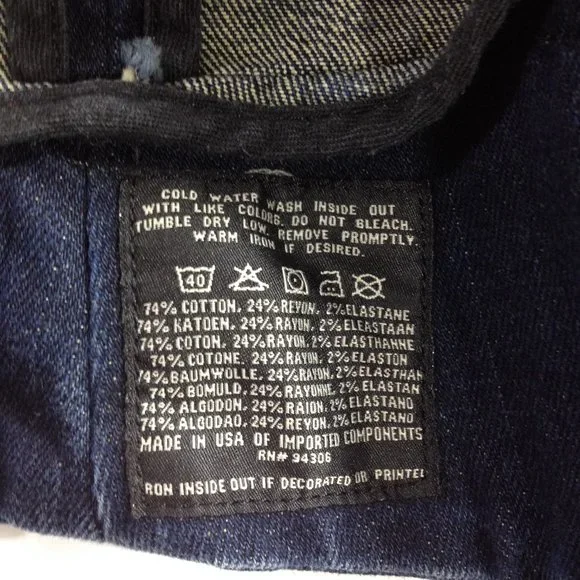 COLD WATER WASH INSIDE OUT
WITH LIKE COLORS. DO NOT BLEACH.
TUMBLE DRY LOW. REMOVE PROMPTLY.
WARM IRON IF DESIRED.
40
74% COTTON, 24% REYON, 2% ELASTANE
74% KATOEN, 24% RAYON, 2% ELEASTAAN
74% COTON, 24% RAYON, 2% ELASTHANNE
74% COTONE, 24% RAYON, 2% ELASTON
74% BAUMWOLLE, 24% RAYON, 2% ELASTHAN
74% BOMULD, 24% RAYONNE, 2% ELASTAN
74% ALGODON, 24% RAION, 2% ELASTANO
74% ALGODAO, 24% REYON, 2% ELASTANO
MADE IN USA OF IMPORTED COMPONENTS
RN# 94306
RON INSIDE OUT IF DECORATED OR PRINTE